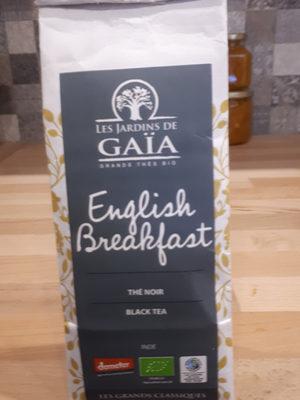 LES JARDINS DE
GAÏA
GRANDS THÉS BIO
English
Breakfast
THÉ NOIR
BLACK TEA
INDE
demeter
LES GRANDS CLASSIQUES